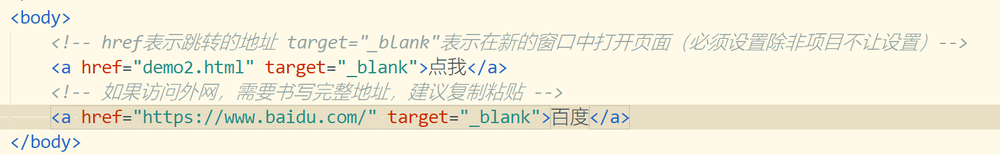 <body>
<!-- href表示跳转的地址 target="_blank"表示在新的窗口中打开页面（必须设置除非项目不让设置）-->
<a href="demo2.html" target="_blank">点我</a>
<!-- 如果访问外网，需要书写完整地址，建议复制粘贴 -->
<a href="https://www.baidu.com/" target="_blank">百度</a>
</body>